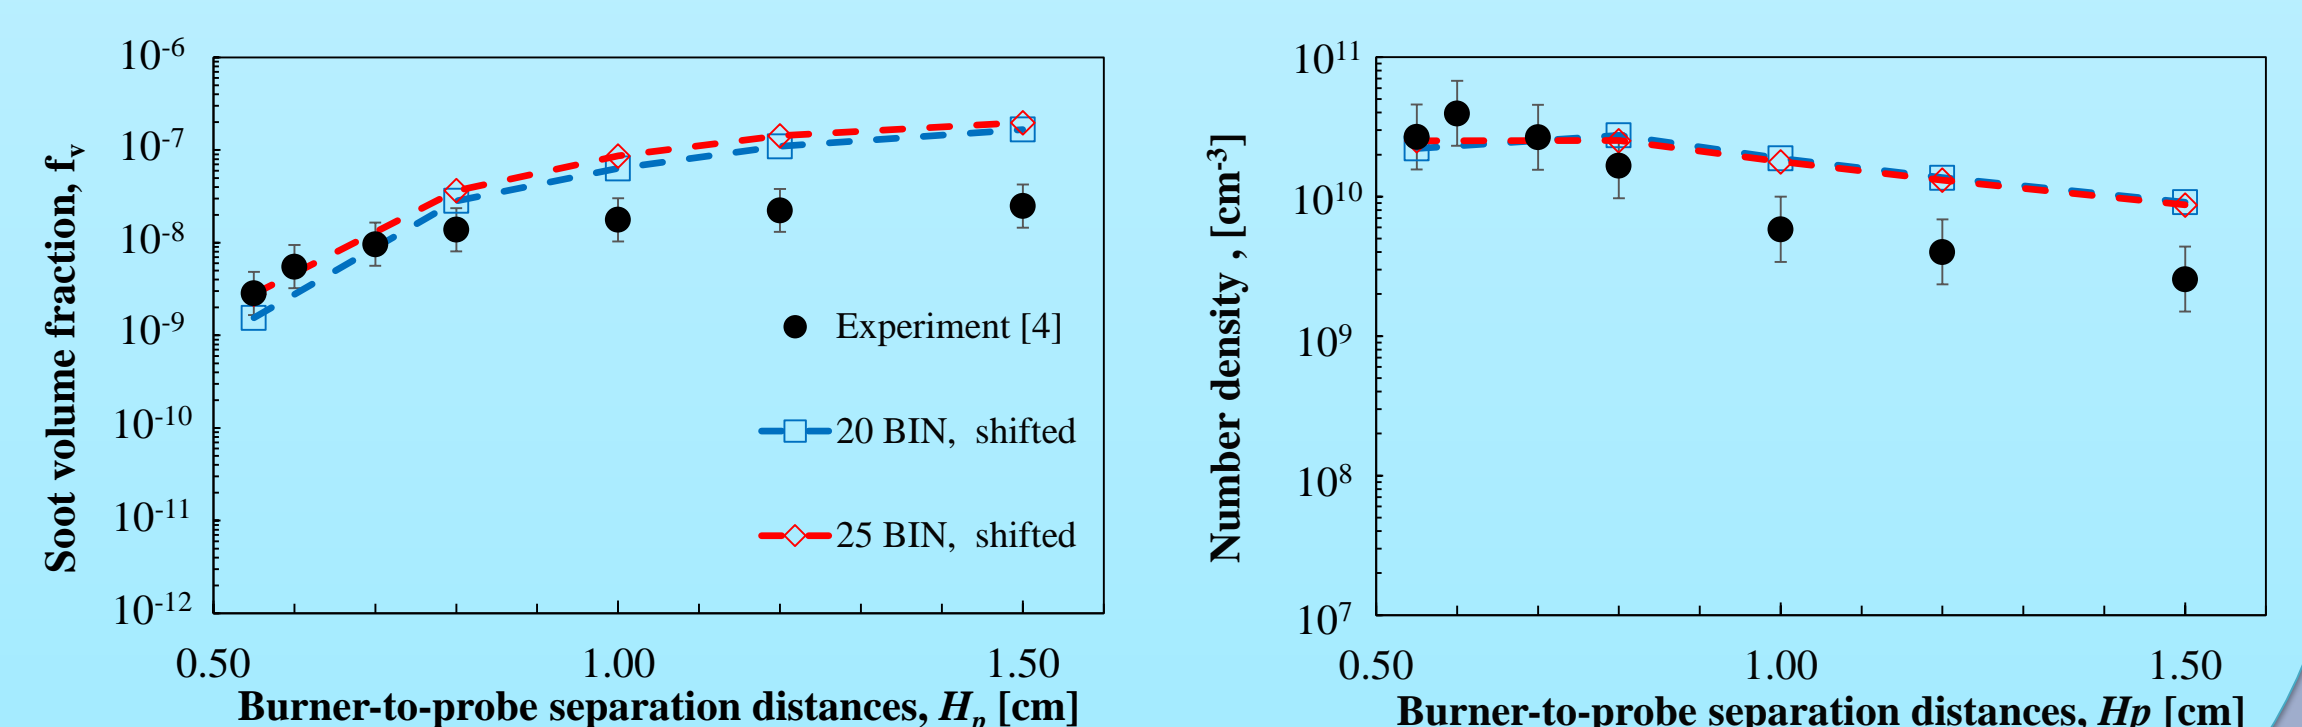 Soot volume fraction, fᵥ
10⁻⁶
10⁻⁷
10⁻⁸
10⁻⁹
10⁻¹⁰
10⁻¹¹
10⁻¹²
0.50 1.00 1.50
Burner-to-probe separation distances, Hₚ [cm]
Experiment [4]
20 BIN, shifted
25 BIN, shifted
Number density , [cm⁻³]
10¹¹
10¹⁰
10⁹
10⁸
10⁷
0.50 1.00 1.50
Burner-to-probe separation distances, Hp [cm]